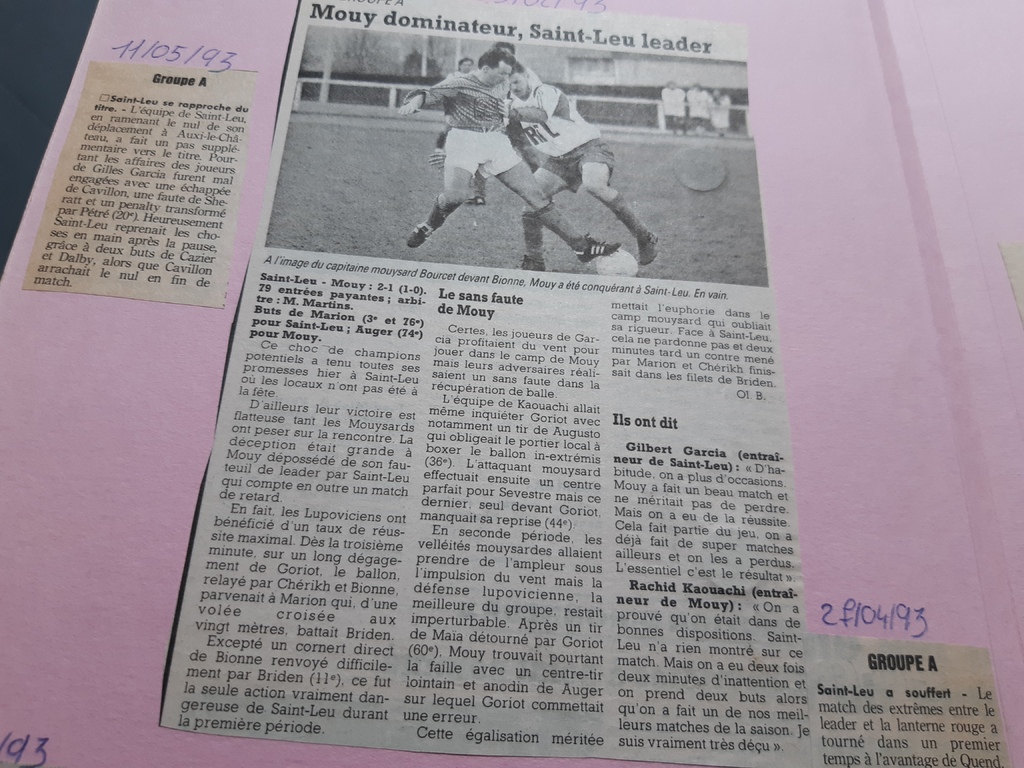 11/05/93
Groupe A
□Saint-Leu se rapproche du
titre. - L'équipe de Saint-Leu,
en ramenant le nul de son
déplacement à Auxi-le-Châ-
teau, a fait un pas supplé-
mentaire vers le titre. Pour-
tant les affaires des joueurs
de Gilles Garcia furent mal
engagées avec une échappée
de Cavillon, une faute de She-
ratt et un penalty transformé
par Pétré (20e). Heureusement
Saint-Leu reprenait les cho-
ses en main après la pause,
grâce à deux buts de Cazier
et Dalby, alors que Cavillon
arrachait le nul en fin de
match.
Mouy dominateur, Saint-Leu leader
RIL
A l'image du capitaine mouysard Bourcet devant Bionne, Mouy a été conquérant à Saint-Leu. En vain.
Saint-Leu - Mouy : 2-1 (1-0).
79 entrées payantes ; arbi-
tre : M. Martins.
Buts de Marion (3e et 76e)
pour Saint-Leu ; Auger (74e)
pour Mouy.
Ce choc de champions
potentiels a tenu toutes ses
promesses hier à Saint-Leu
où les locaux n'ont pas été à
la fête.
D'ailleurs leur victoire est
flatteuse tant les Mouysards
ont peser sur la rencontre. La
déception était grande à
Mouy dépossédé de son fau-
teuil de leader par Saint-Leu
qui compte en outre un match
de retard.
En fait, les Lupoviciens ont
bénéficié d'un taux de réus-
site maximal. Dès la troisième
minute, sur un long dégage-
ment de Goriot, le ballon,
relayé par Chérikh et Bionne,
parvenait à Marion qui, d'une
volée croisée aux
vingt mètres, battait Briden.
Excepté un cornert direct
de Bionne renvoyé difficile-
ment par Briden (11e), ce fut
la seule action vraiment dan-
gereuse de Saint-Leu durant
la première période.
Le sans faute
de Mouy
Certes, les joueurs de Gar-
cia profitaient du vent pour
jouer dans le camp de Mouy
mais leurs adversaires réali-
saient un sans faute dans la
récupération de balle.
L'équipe de Kaouachi allait
même inquiéter Goriot avec
notamment un tir de Augusto
qui obligeait le portier local à
boxer le ballon in-extrémis
(36e). L'attaquant mouysard
effectuait ensuite un centre
parfait pour Sevestre mais ce
dernier, seul devant Goriot,
manquait sa reprise (44e).
En seconde période, les
velléités mouysardes allaient
prendre de l'ampleur sous
l'impulsion du vent mais la
défense lupovicienne, la
meilleure du groupe, restait
imperturbable. Après un tir
de Maia détourné par Goriot
(60e), Mouy trouvait pourtant
la faille avec un centre-tir
lointain et anodin de Auger
sur lequel Goriot commettait
une erreur.
Cette égalisation méritée
mettait l'euphorie dans le
camp mouysard qui oubliait
sa rigueur. Face à Saint-Leu,
cela ne pardonne pas et deux
minutes tard un contre mené
par Marion et Chérikh finis-
sait dans les filets de Briden.
Ol. B.
Ils ont dit
Gilbert Garcia (entraî-
neur de Saint-Leu) : « D'ha-
bitude, on a plus d'occasions.
Mouy a fait un beau match et
ne méritait pas de perdre.
Mais on a eu de la réussite.
Cela fait partie du jeu, on a
déjà fait de super matches
ailleurs et on les a perdus.
L'essentiel c'est le résultat ».
Rachid Kaouachi (entraî-
neur de Mouy) : « On a
prouvé qu'on était dans de
bonnes dispositions. Saint-
Leu n'a rien montré sur ce
match. Mais on a eu deux fois
deux minutes d'inattention et
on prend deux buts alors
qu'on a fait un de nos meil-
leurs matches de la saison. Je
suis vraiment très déçu ».
27/04/93
GROUPE A
Saint-Leu a souffert - Le
match des extrêmes entre le
leader et la lanterne rouge a
tourné dans un premier
temps à l'avantage de Quend,
/93